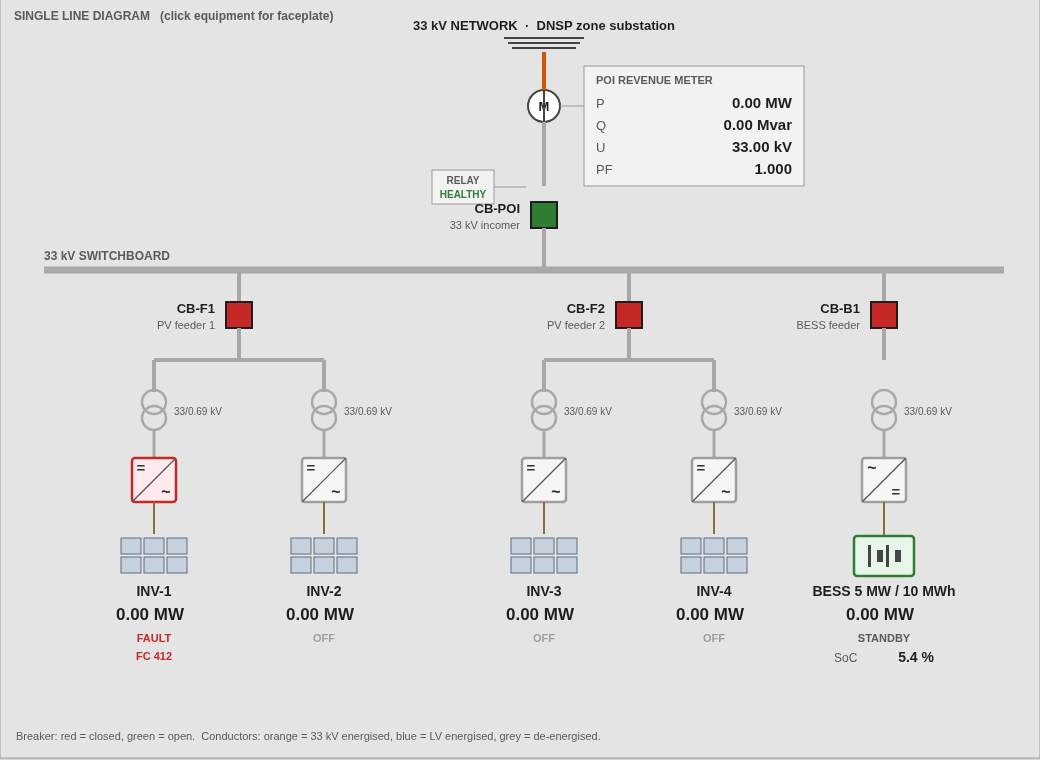 SINGLE LINE DIAGRAM (click equipment for faceplate)
33 kV NETWORK · DNSP zone substation
M
POI REVENUE METER
P 0.00 MW
Q 0.00 Mvar
U 33.00 kV
PF 1.000
RELAY
HEALTHY
CB-POI
33 kV incomer
33 kV SWITCHBOARD
CB-F1
PV feeder 1
CB-F2
PV feeder 2
CB-B1
BESS feeder
33/0.69 kV 33/0.69 kV 33/0.69 kV 33/0.69 kV 33/0.69 kV
= = = = ~
~ ~ ~ ~ =
INV-1 INV-2 INV-3 INV-4 BESS 5 MW / 10 MWh
0.00 MW 0.00 MW 0.00 MW 0.00 MW 0.00 MW
FAULT OFF OFF OFF STANDBY
FC 412 SoC 5.4 %
Breaker: red = closed, green = open. Conductors: orange = 33 kV energised, blue = LV energised, grey = de-energised.